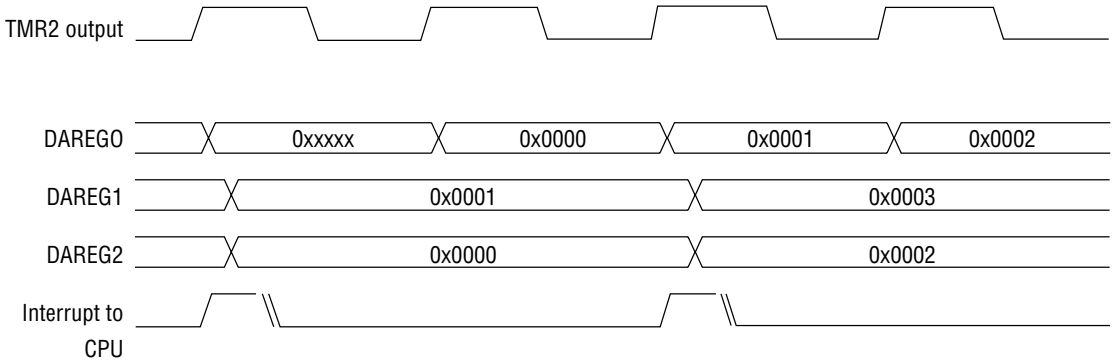 TMR2 output
DAREG0 0xxxxx 0x0000 0x0001 0x0002
DAREG1 0x0001 0x0003
DAREG2 0x0000 0x0002
Interrupt to
CPU